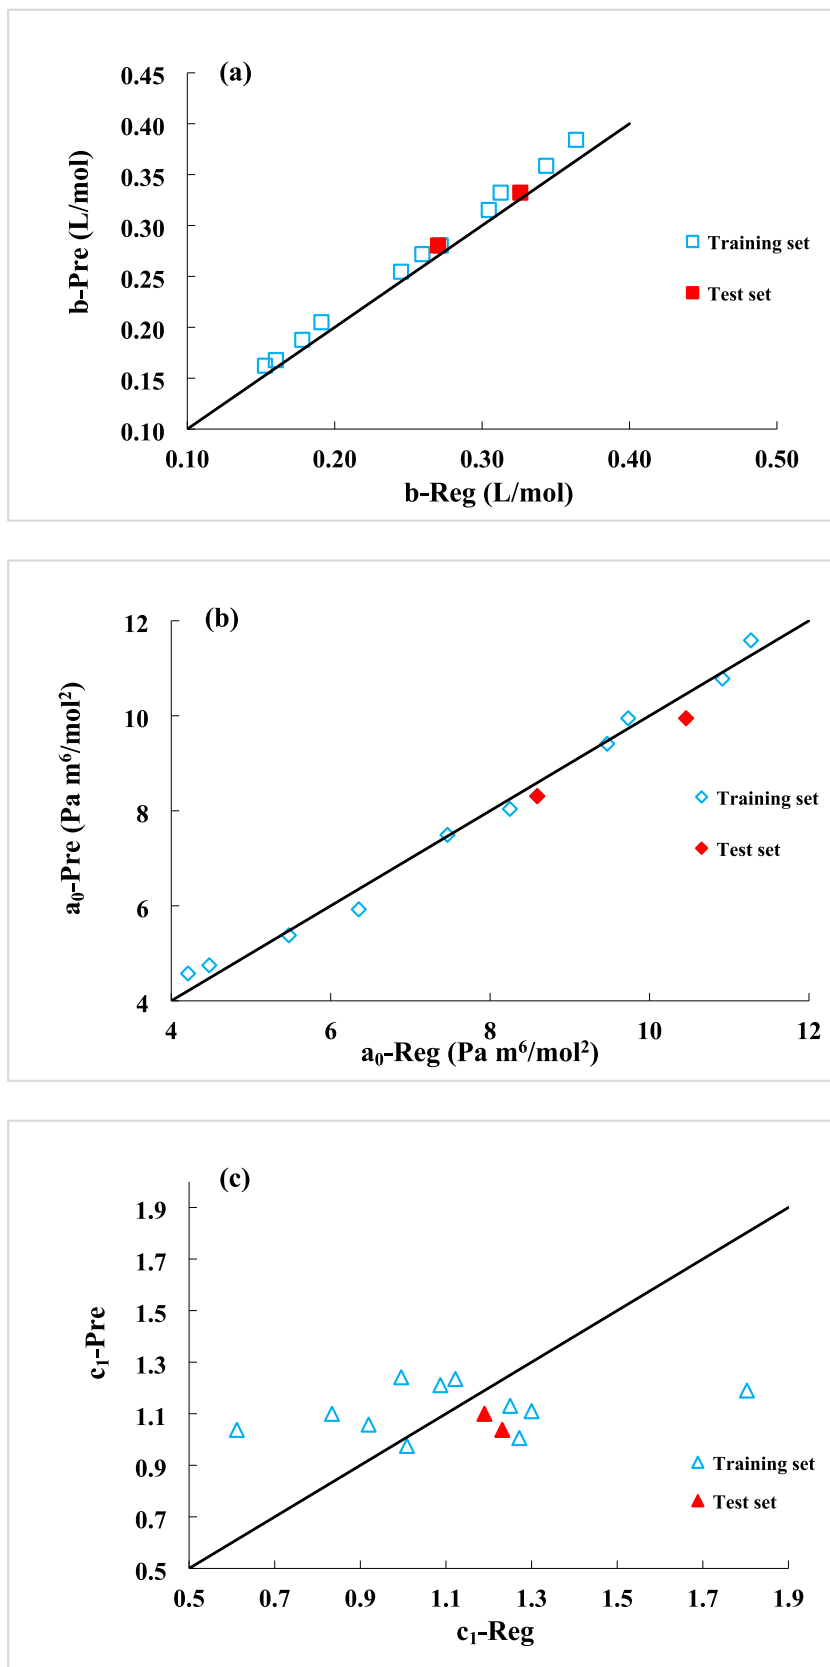 (a)
0.45
0.40
0.35
0.30
0.25
0.20
0.15
0.10
b-Pre (L/mol)
Training set
Test set
0.10 0.20 0.30 0.40 0.50
b-Reg (L/mol)
(b)
12
10
8
6
4
a₀-Pre (Pa m⁶/mol²)
Training set
Test set
4 6 8 10 12
a₀-Reg (Pa m⁶/mol²)
(c)
1.9
1.7
1.5
1.3
1.1
0.9
0.7
0.5
c₁-Pre
Training set
Test set
0.5 0.7 0.9 1.1 1.3 1.5 1.7 1.9
c₁-Reg